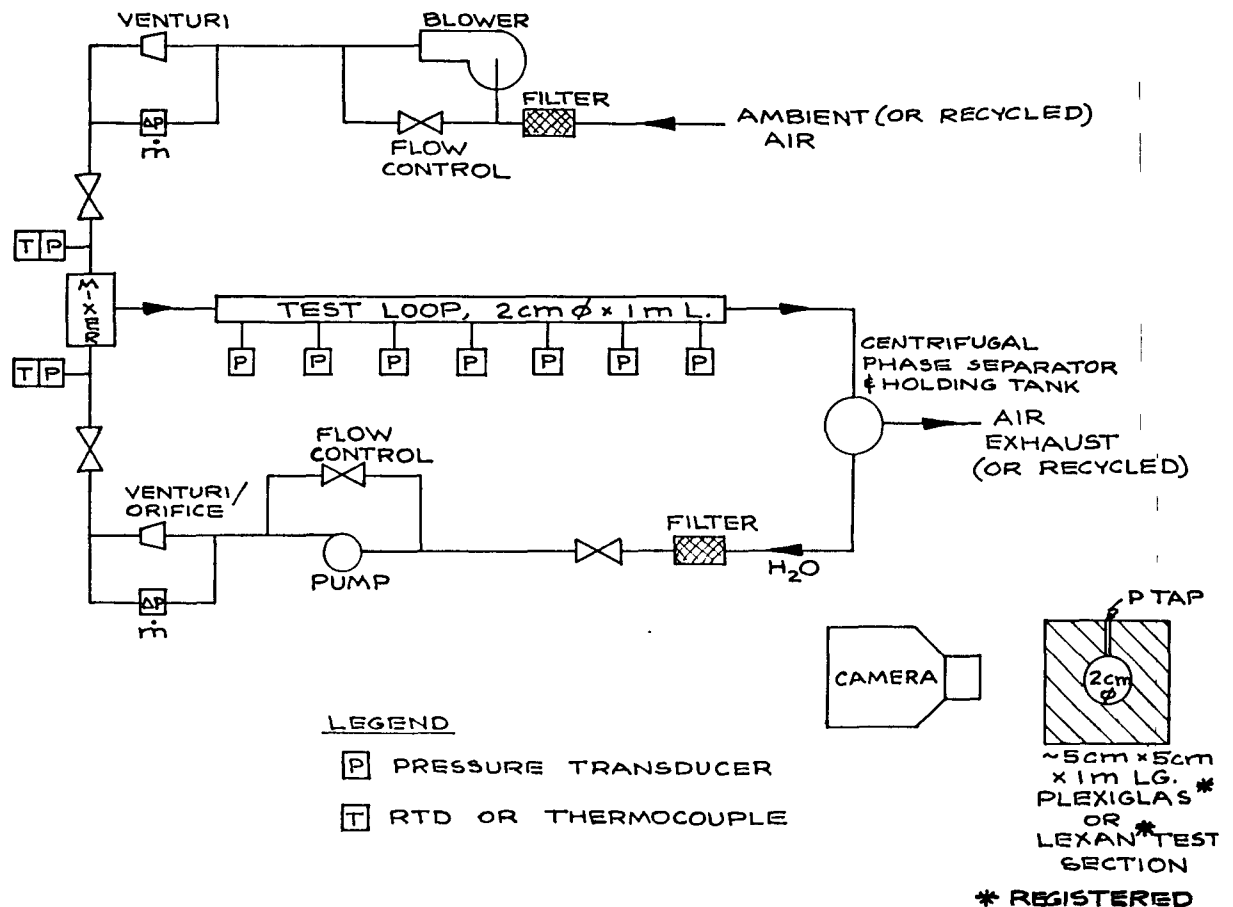 VENTURI
BLOWER
FILTER
AMBIENT (OR RECYCLED)
AIR
ΔP
ṁ
FLOW
CONTROL
T P
MIXER
TEST LOOP, 2cm ϕ x 1m L.
P P P P P P P
T P
CENTRIFUGAL
PHASE SEPARATOR
& HOLDING TANK
AIR
EXHAUST
(OR RECYCLED)
FLOW
CONTROL
VENTURI/
ORIFICE
PUMP
FILTER
H₂O
ΔP
ṁ
P TAP
CAMERA
2cm
ϕ
~5cm x 5cm
x 1m LG.
PLEXIGLAS*
OR
LEXAN* TEST
SECTION
* REGISTERED
LEGEND
P PRESSURE TRANSDUCER
T RTD OR THERMOCOUPLE